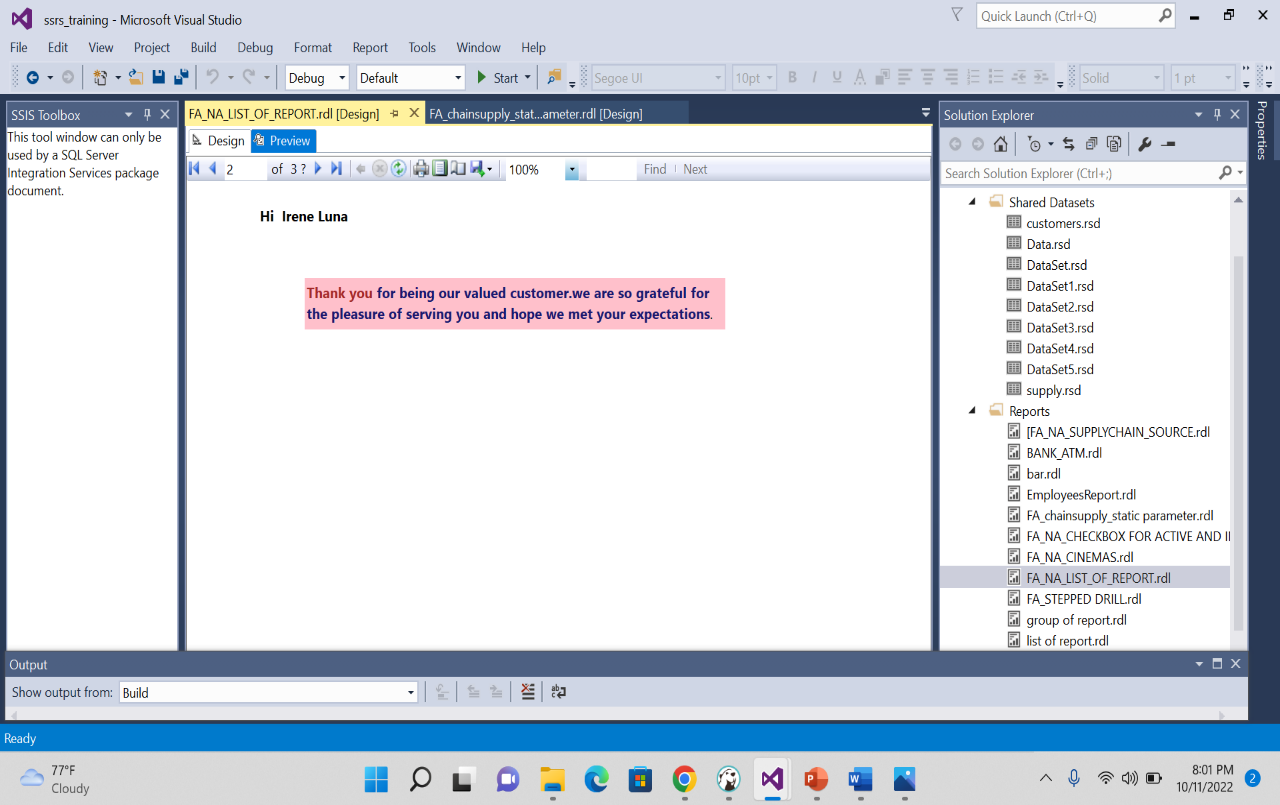 ssrs_training - Microsoft Visual Studio
Quick Launch (Ctrl+Q)
File Edit View Project Build Debug Format Report Tools Window Help
Debug Default Start Segoe UI 10pt B I U A Solid 1 pt
SSIS Toolbox
This tool window can only be
used by a SQL Server
Integration Services package
document.
FA_NA_LIST_OF_REPORT.rdl [Design] FA_chainsupply_stat...ameter.rdl [Design]
Design Preview
2 of 3 ? 100% Find Next
Hi Irene Luna
Thank you for being our valued customer.we are so grateful for
the pleasure of serving you and hope we met your expectations.
Solution Explorer
Search Solution Explorer (Ctrl+;)
Shared Datasets
customers.rsd
Data.rsd
DataSet.rsd
DataSet1.rsd
DataSet2.rsd
DataSet3.rsd
DataSet4.rsd
DataSet5.rsd
supply.rsd
Reports
[FA_NA_SUPPLYCHAIN_SOURCE.rdl
BANK_ATM.rdl
bar.rdl
EmployeesReport.rdl
FA_chainsupply_static parameter.rdl
FA_NA_CHECKBOX FOR ACTIVE AND
FA_NA_CINEMAS.rdl
FA_NA_LIST_OF_REPORT.rdl
FA_STEPPED DRILL.rdl
group of report.rdl
list of report.rdl
Properties
Output
Show output from: Build
Ready
77°F
Cloudy
8:01 PM
10/11/2022
2